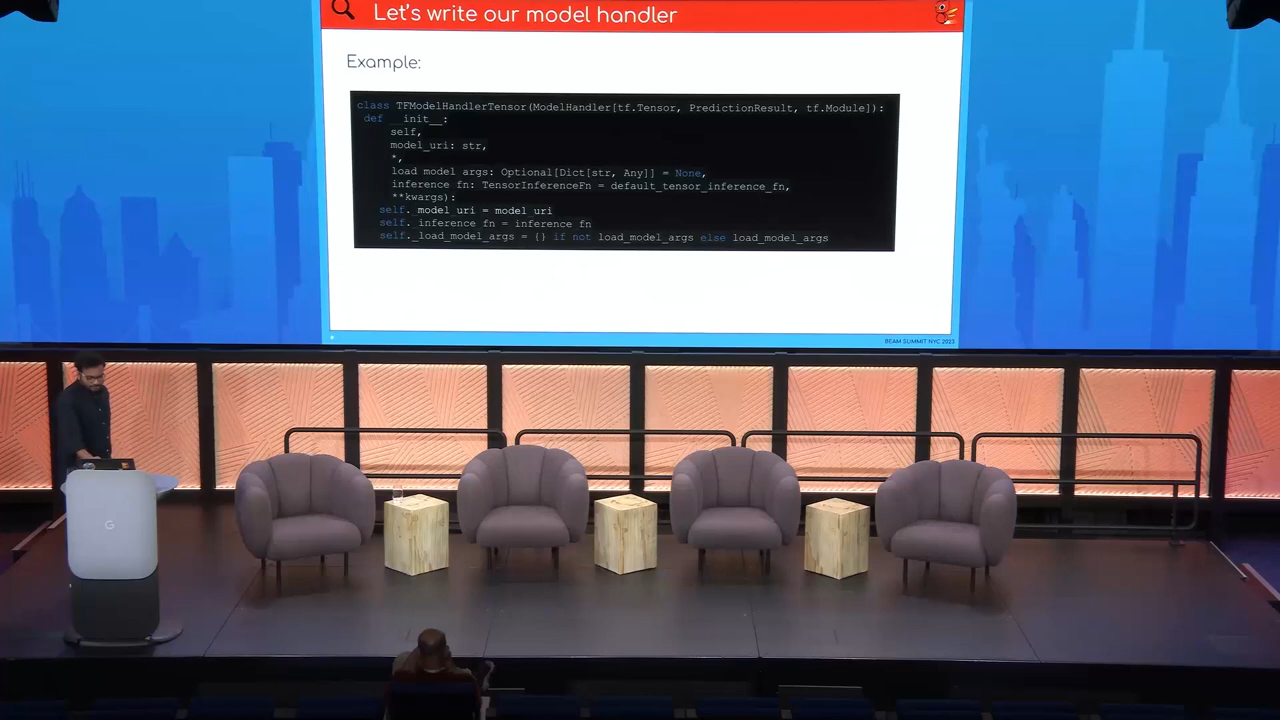 Let's write our model handler
Example:
class TFModelHandlerTensor(ModelHandler[tf.Tensor, PredictionResult, tf.Module]):
def __init__:
self,
model_uri: str,
*,
load_model_args: Optional[Dict[str, Any]] = None,
inference_fn: TensorInferenceFn = default_tensor_inference_fn,
**kwargs):
self._model_uri = model_uri
self._inference_fn = inference_fn
self._load_model_args = {} if not load_model_args else load_model_args
BEAM SUMMIT NYC 2023
G